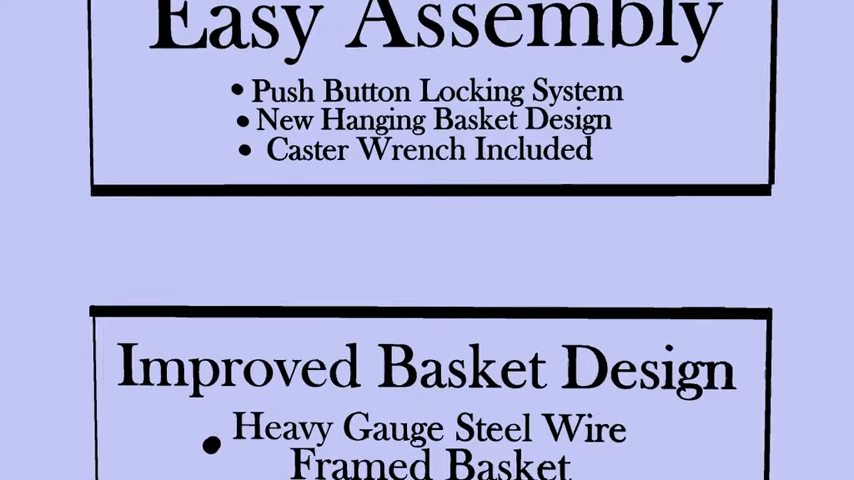 Easy Assembly
• Push Button Locking System
• New Hanging Basket Design
• Caster Wrench Included
Improved Basket Design
• Heavy Gauge Steel Wire
Framed Basket